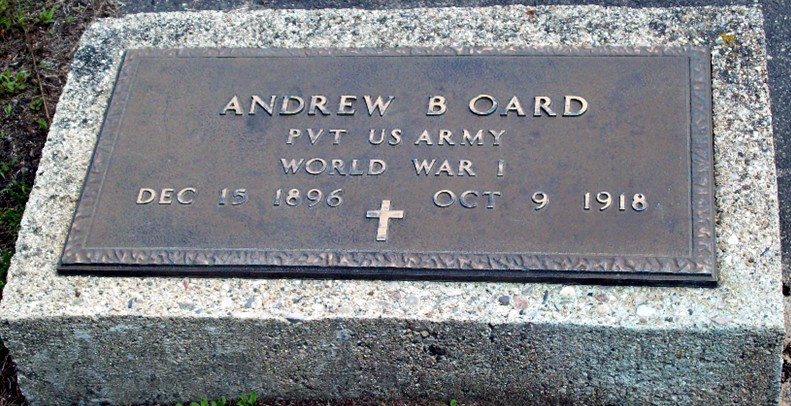 ANDREW B OARD
PVT US ARMY
WORLD WAR I
DEC 15 1896 OCT 9 1918